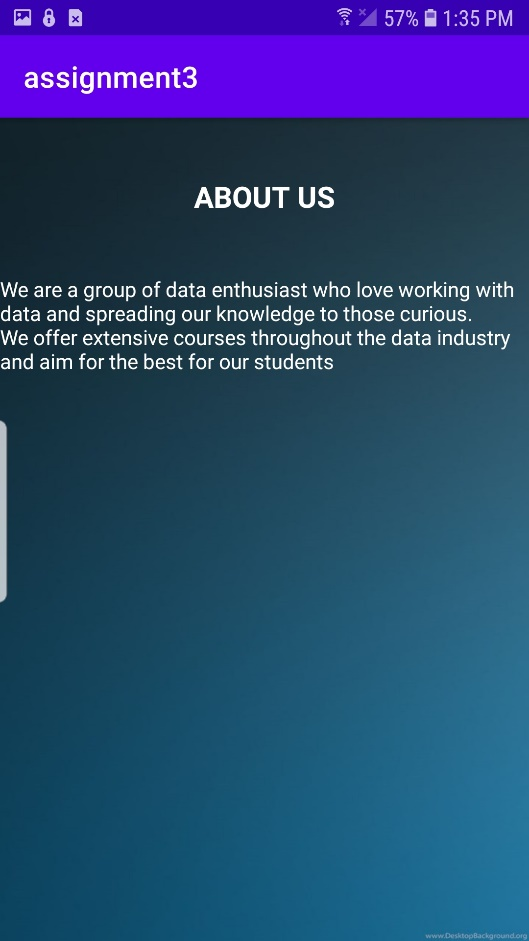 57% 1:35 PM
assignment3
ABOUT US
We are a group of data enthusiast who love working with
data and spreading our knowledge to those curious.
We offer extensive courses throughout the data industry
and aim for the best for our students
www.DesktopBackground.org